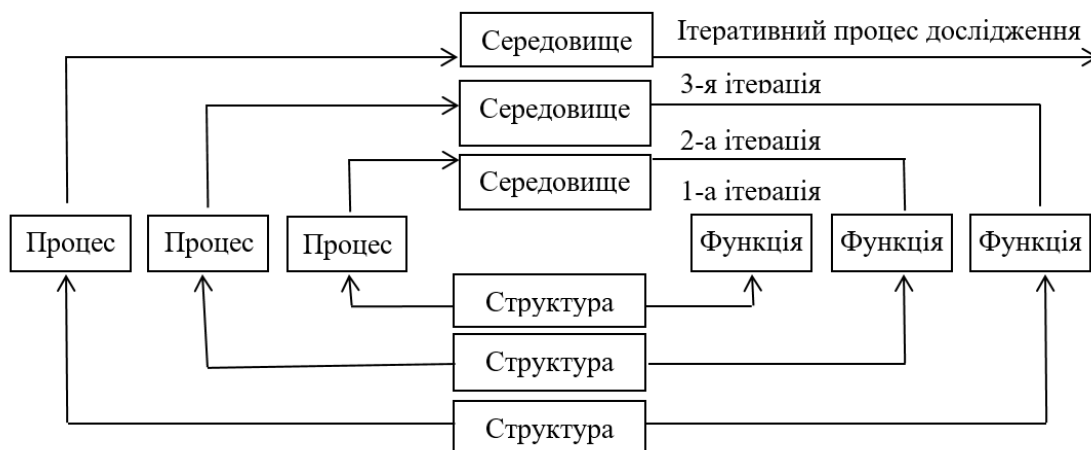 Середовище
Ітеративний процес дослідження
Середовище
3-я ітерація
2-а ітерація
Середовище
1-а ітерація
Процес
Процес
Процес
Функція
Функція
Функція
Структура
Структура
Структура